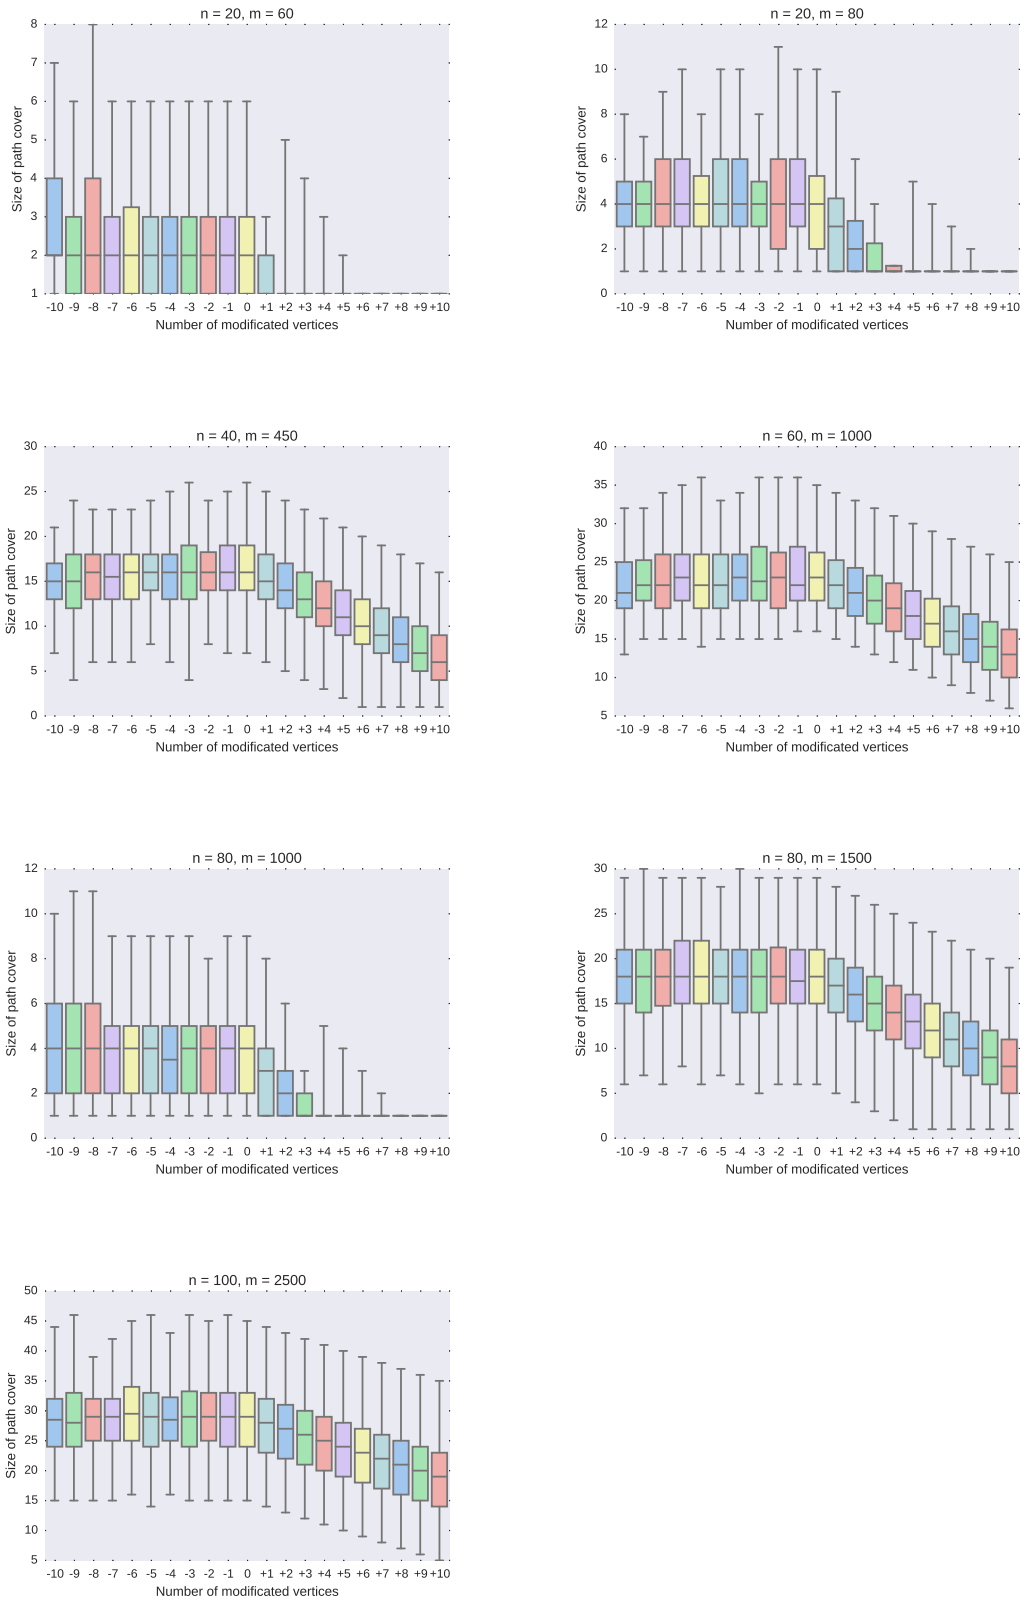 n = 20, m = 60
8
7
6
5
4
3
2
1
Size of path cover
-10 -9 -8 -7 -6 -5 -4 -3 -2 -1 0 +1 +2 +3 +4 +5 +6 +7 +8 +9 +10
Number of modificated vertices
n = 20, m = 80
12
10
8
6
4
2
0
Size of path cover
-10 -9 -8 -7 -6 -5 -4 -3 -2 -1 0 +1 +2 +3 +4 +5 +6 +7 +8 +9 +10
Number of modificated vertices
n = 40, m = 450
30
25
20
15
10
5
0
Size of path cover
-10 -9 -8 -7 -6 -5 -4 -3 -2 -1 0 +1 +2 +3 +4 +5 +6 +7 +8 +9 +10
Number of modificated vertices
n = 60, m = 1000
40
35
30
25
20
15
10
5
Size of path cover
-10 -9 -8 -7 -6 -5 -4 -3 -2 -1 0 +1 +2 +3 +4 +5 +6 +7 +8 +9 +10
Number of modificated vertices
n = 80, m = 1000
12
10
8
6
4
2
0
Size of path cover
-10 -9 -8 -7 -6 -5 -4 -3 -2 -1 0 +1 +2 +3 +4 +5 +6 +7 +8 +9 +10
Number of modificated vertices
n = 80, m = 1500
30
25
20
15
10
5
0
Size of path cover
-10 -9 -8 -7 -6 -5 -4 -3 -2 -1 0 +1 +2 +3 +4 +5 +6 +7 +8 +9 +10
Number of modificated vertices
n = 100, m = 2500
50
45
40
35
30
25
20
15
10
5
Size of path cover
-10 -9 -8 -7 -6 -5 -4 -3 -2 -1 0 +1 +2 +3 +4 +5 +6 +7 +8 +9 +10
Number of modificated vertices